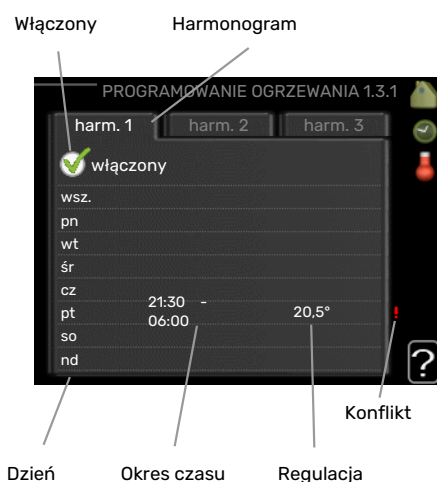 Włączony
Harmonogram
PROGRAMOWANIE OGRZEWANIA 1.3.1
harm. 1 harm. 2 harm. 3
włączony
wsz.
pn
wt
śr
cz
pt 21:30 - 06:00 20,5° !
so
nd
?
Konflikt
Dzień Okres czasu Regulacja